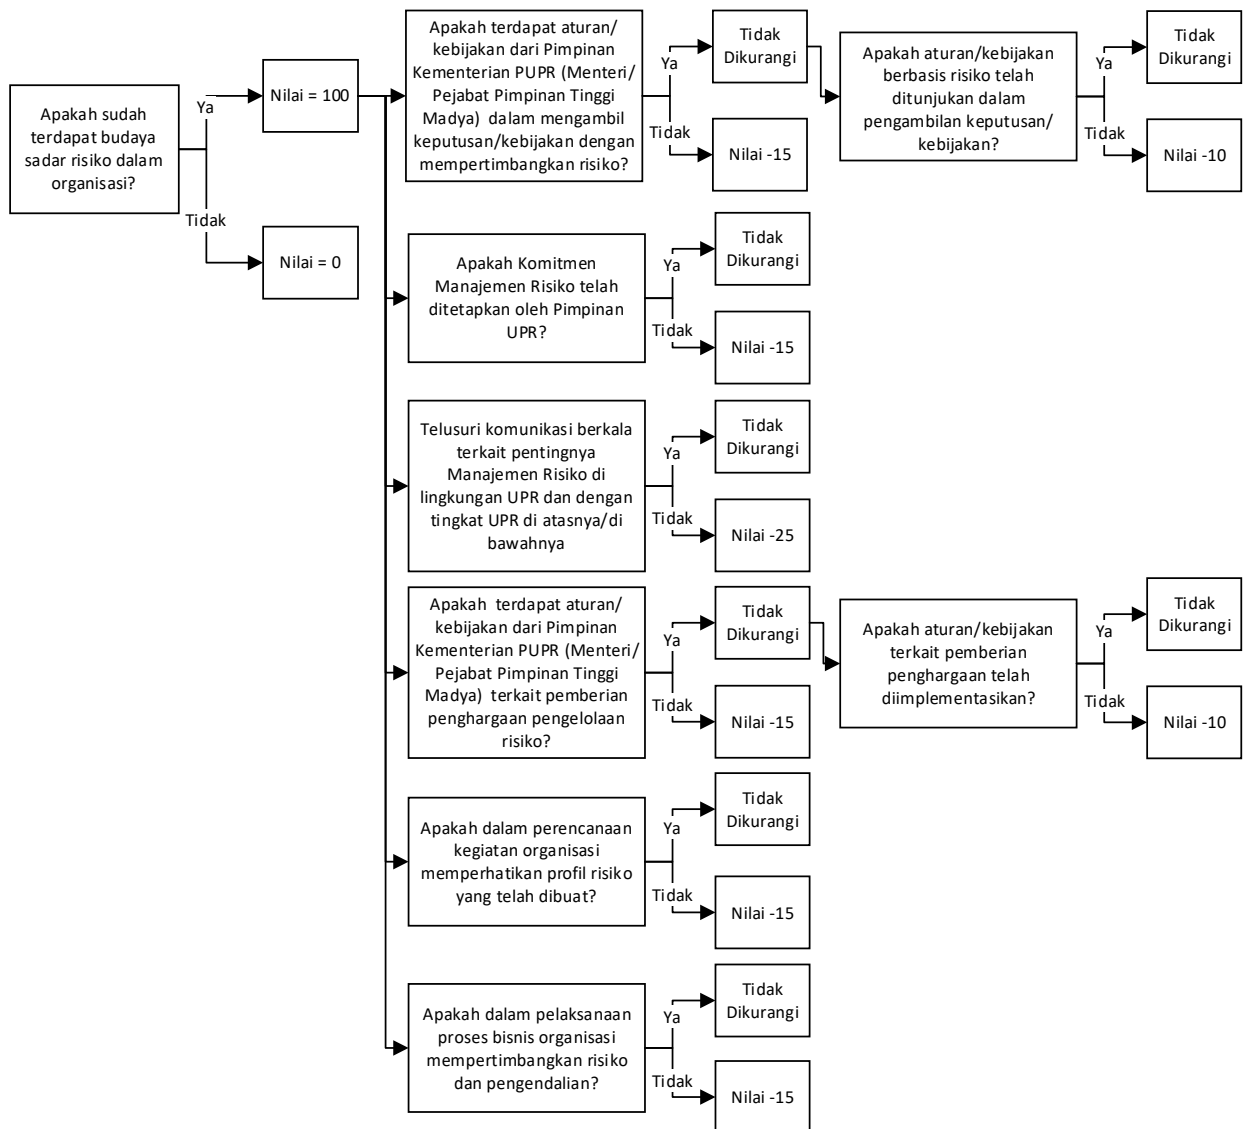 Apakah sudah
terdapat budaya
sadar risiko dalam
organisasi?
Ya
Tidak
Nilai = 100
Nilai = 0
Apakah terdapat aturan/
kebijakan dari Pimpinan
Kementerian PUPR (Menteri/
Pejabat Pimpinan Tinggi
Madya) dalam mengambil
keputusan/kebijakan dengan
mempertimbangkan risiko?
Ya
Tidak
Tidak
Dikurangi
Nilai -15
Apakah aturan/kebijakan
berbasis risiko telah
ditunjukan dalam
pengambilan keputusan/
kebijakan?
Ya
Tidak
Tidak
Dikurangi
Nilai -10
Apakah Komitmen
Manajemen Risiko telah
ditetapkan oleh Pimpinan
UPR?
Ya
Tidak
Tidak
Dikurangi
Nilai -15
Telusuri komunikasi berkala
terkait pentingnya
Manajemen Risiko di
lingkungan UPR dan dengan
tingkat UPR di atasnya/di
bawahnya
Ya
Tidak
Tidak
Dikurangi
Nilai -25
Apakah terdapat aturan/
kebijakan dari Pimpinan
Kementerian PUPR (Menteri/
Pejabat Pimpinan Tinggi
Madya) terkait pemberian
penghargaan pengelolaan
risiko?
Ya
Tidak
Tidak
Dikurangi
Nilai -15
Apakah aturan/kebijakan
terkait pemberian
penghargaan telah
diimplementasikan?
Ya
Tidak
Tidak
Dikurangi
Nilai -10
Apakah dalam perencanaan
kegiatan organisasi
memperhatikan profil risiko
yang telah dibuat?
Ya
Tidak
Tidak
Dikurangi
Nilai -15
Apakah dalam pelaksanaan
proses bisnis organisasi
mempertimbangkan risiko
dan pengendalian?
Ya
Tidak
Tidak
Dikurangi
Nilai -15